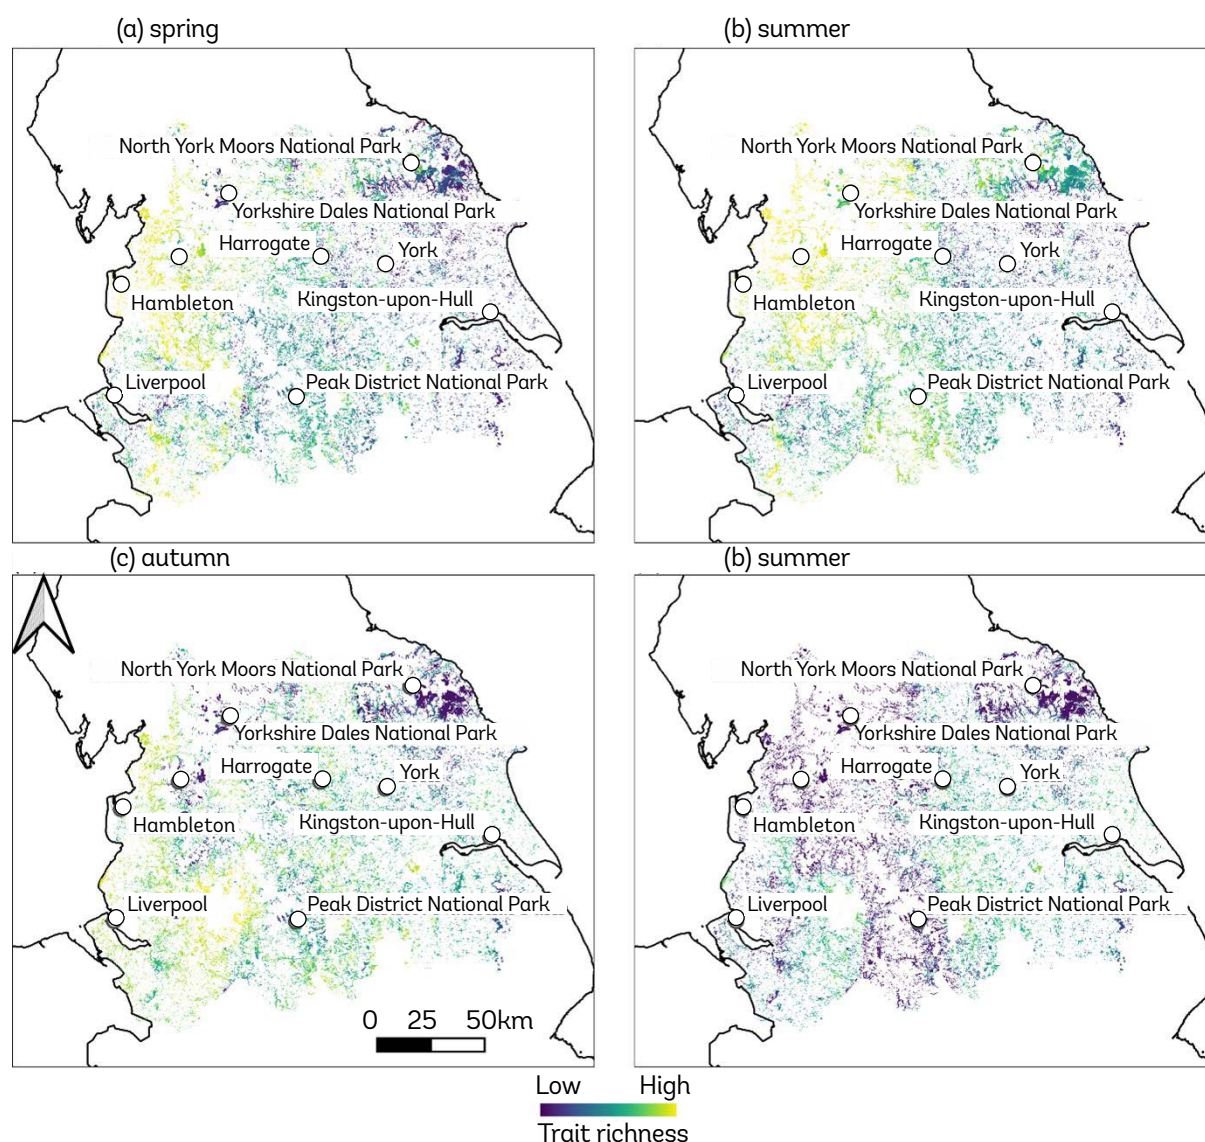 (a) spring
(b) summer
North York Moors National Park
North York Moors National Park
Yorkshire Dales National Park
Yorkshire Dales National Park
Harrogate
York
Harrogate
York
Hambleton
Kingston-upon-Hull
Hambleton
Kingston-upon-Hull
Liverpool
Peak District National Park
Liverpool
Peak District National Park
(c) autumn
(b) summer
North York Moors National Park
North York Moors National Park
Yorkshire Dales National Park
Yorkshire Dales National Park
Harrogate
York
Harrogate
York
Hambleton
Kingston-upon-Hull
Hambleton
Kingston-upon-Hull
Liverpool
Peak District National Park
Liverpool
Peak District National Park
0 25 50km
Low High
Trait richness